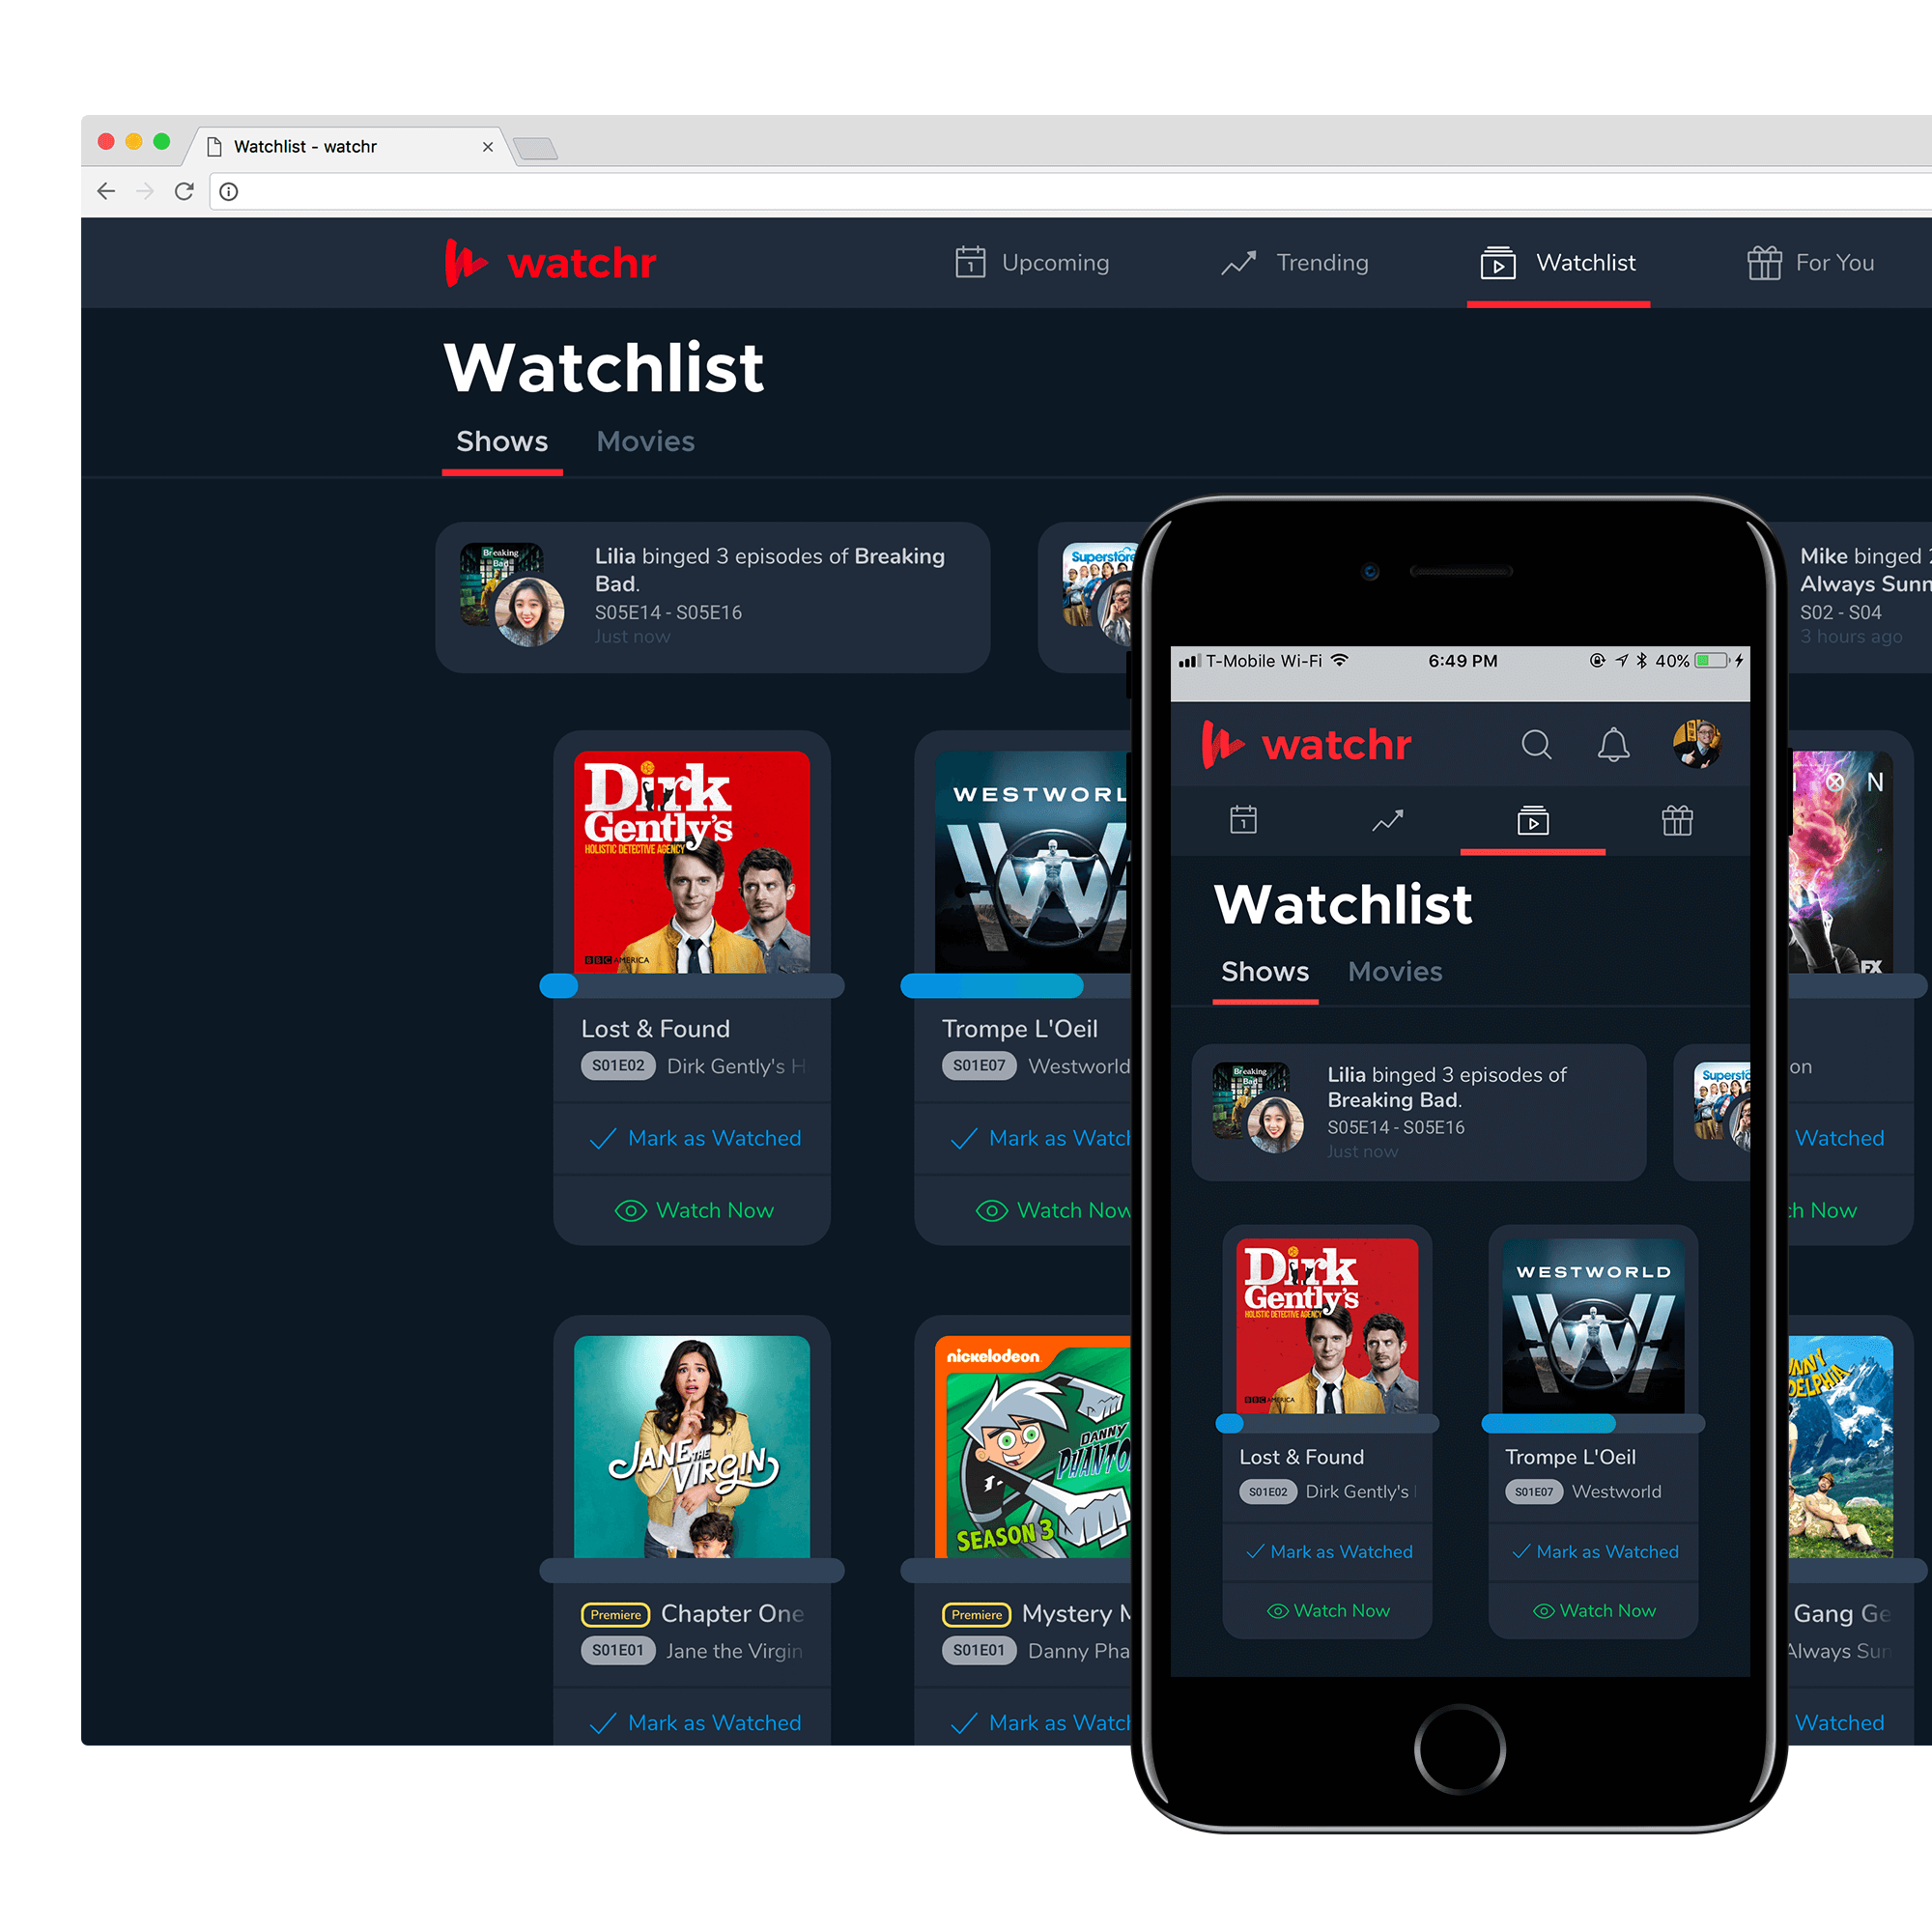 Watchlist - watchr
watchr
Upcoming
Trending
Watchlist
For You
Watchlist
Shows
Movies
Lilia binged 3 episodes of Breaking
Bad.
S05E14 - S05E16
Just now
Breaking
Bad
Superstore
Mike binged
Always Sunn
S02 - S04
3 hours ago
Dirk
Gently's
HOLISTIC DETECTIVE AGENCY
BBC AMERICA
Lost & Found
S01E02 Dirk Gently's H
Mark as Watched
Watch Now
WESTWORL
Trompe L'Oeil
S01E07 Westworld
Mark as Watch
Watch Now
ON
FX
on
Watched
ch Now
JANE THE VIRGIN
Premiere Chapter One
S01E01 Jane the Virgin
Mark as Watched
nickelodeon
DANNY
PHANTO
SEASON 3
Premiere Mystery M
S01E01 Danny Pha
Mark as Watch
NNY
DELPHIA
Gang Ge
Always Sun
Watched
T-Mobile Wi-Fi
6:49 PM
40%
watchr
Watchlist
Shows
Movies
Breaking
Bad
Lilia binged 3 episodes of
Breaking Bad.
S05E14 - S05E16
Just now
Supersto
Dirk
Gently's
HOLISTIC DETECTIVE AGENCY
BBC AMERICA
Lost & Found
S01E02 Dirk Gently's
Mark as Watched
Watch Now
WESTWORLD
Trompe L'Oeil
S01E07 Westworld
Mark as Watched
Watch Now